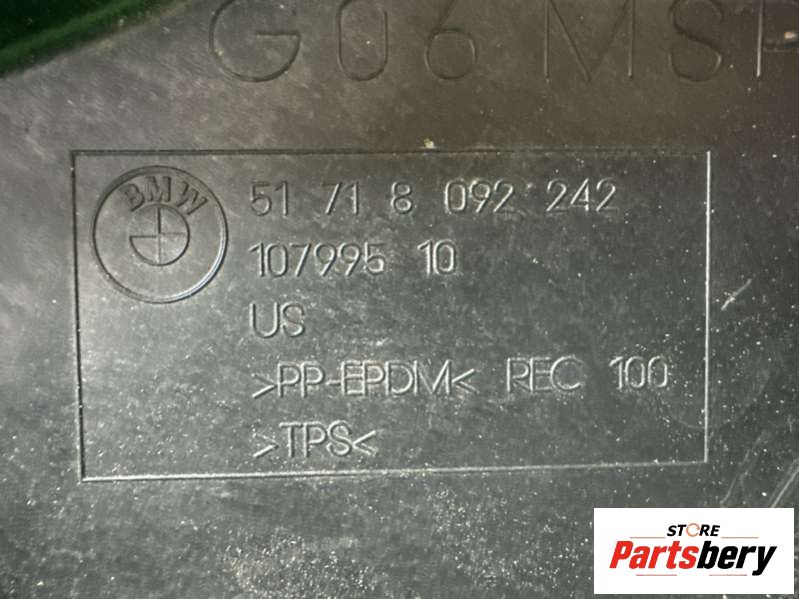 G06 MSP
BMW
51 71 8 092 242
107995 10
US
>PP-EPDM< REC 100
>TPS<
STORE
Partsbery